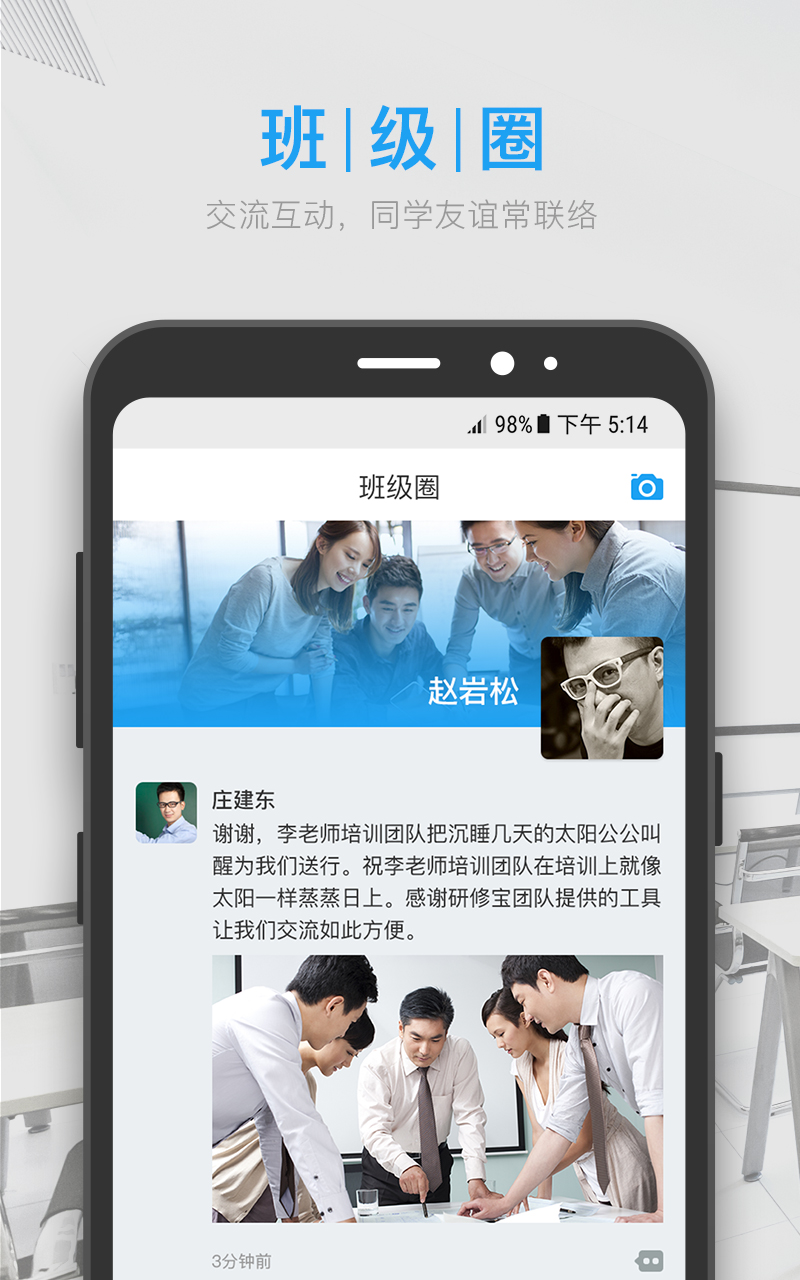 班|级|圈
交流互动，同学友谊常联络
98% 下午 5:14
班级圈
赵岩松
庄建东
谢谢，李老师培训团队把沉睡几天的太阳公公叫
醒为我们送行。祝李老师培训团队在培训上就像
太阳一样蒸蒸日上。感谢研修宝团队提供的工具
让我们交流如此方便。
3分钟前